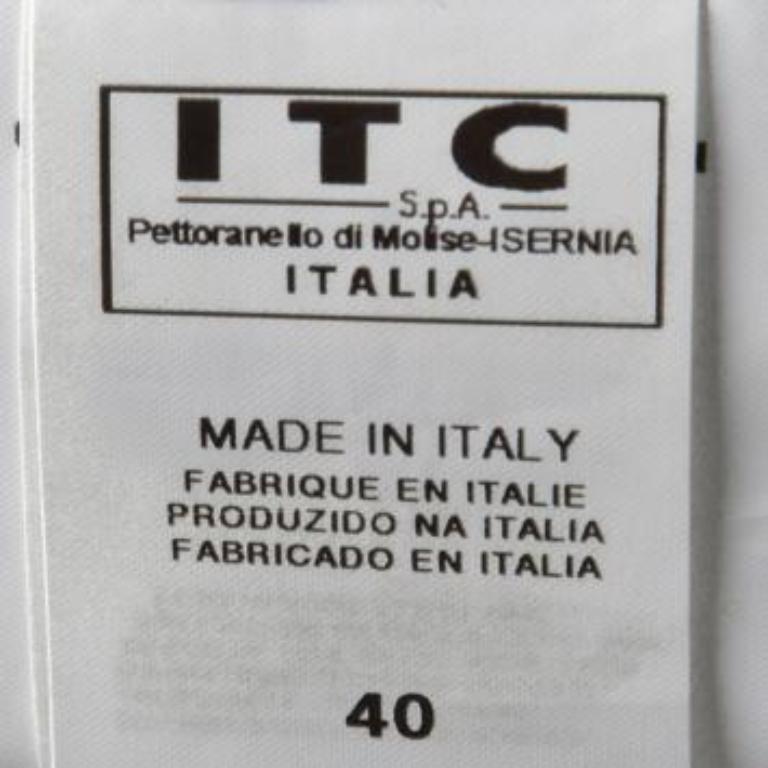 ITC
S.p.A.
Pettoranello di Molise-ISERNIA
ITALIA
MADE IN ITALY
FABRIQUE EN ITALIE
PRODUZIDO NA ITALIA
FABRICADO EN ITALIA
40